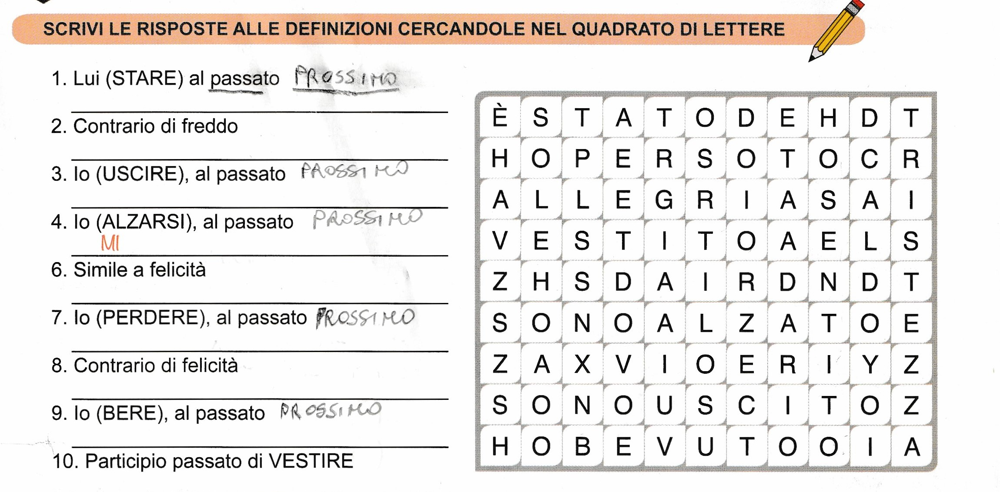 SCRIVI LE RISPOSTE ALLE DEFINIZIONI CERCANDOLE NEL QUADRATO DI LETTERE
1. Lui (STARE) al passato PROSSIMO
2. Contrario di freddo
3. Io (USCIRE), al passato PROSSIMO
4. Io (ALZARSI), al passato PROSSIMO
MI
6. Simile a felicità
7. Io (PERDERE), al passato PROSSIMO
8. Contrario di felicità
9. Io (BERE), al passato PROSSIMO
10. Participio passato di VESTIRE
È S T A T O D E H D T
H O P E R S O T O C R
A L L E G R I A S A I
V E S T I T O A E L S
Z H S D A I R D N D T
S O N O A L Z A T O E
Z A X V I O E R I Y Z
S O N O U S C I T O Z
H O B E V U T O O I A